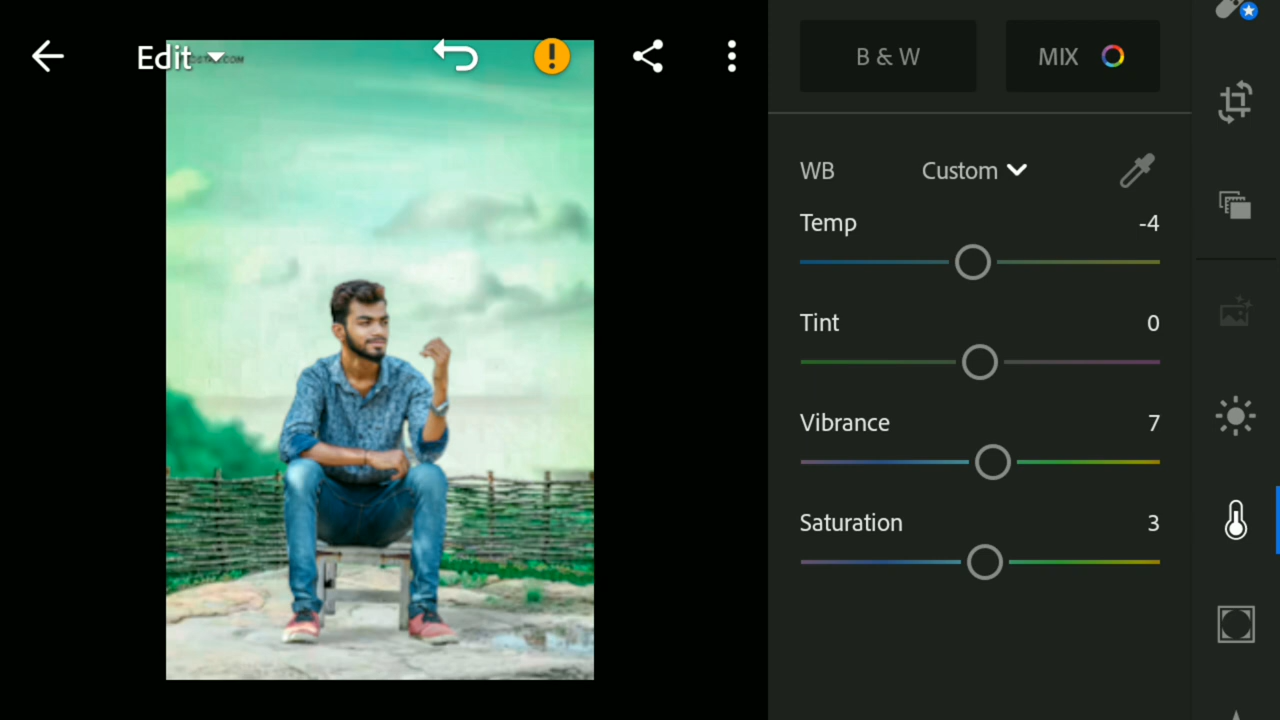 Edit
B & W
MIX
WB
Custom
Temp
-4
Tint
0
Vibrance
7
Saturation
3